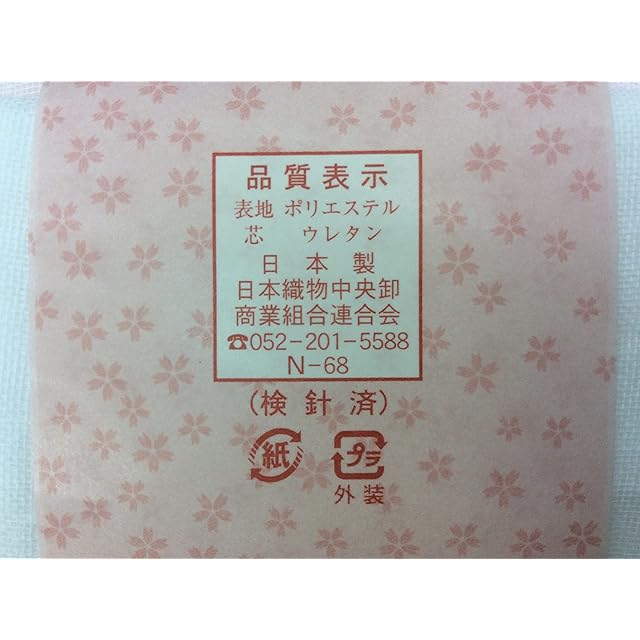 品質表示
表地 ポリエステル
芯 ウレタン
日本製
日本織物中央卸
商業組合連合会
☎052-201-5588
N-68
(検針済)
紙 プラ
外装